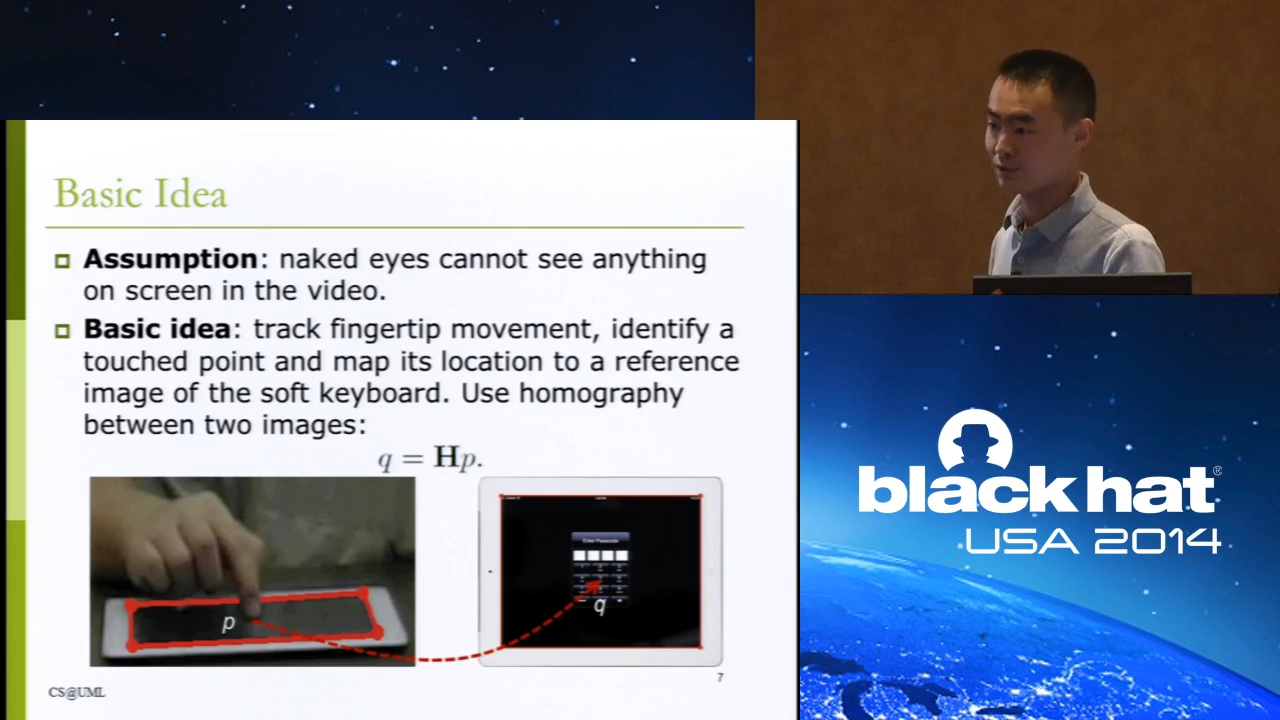 Basic Idea
Assumption: naked eyes cannot see anything
on screen in the video.
Basic idea: track fingertip movement, identify a
touched point and map its location to a reference
image of the soft keyboard. Use homography
between two images:
q = Hp.
p
Enter Passcode
q
7
CS@UML
black hat®
USA 2014